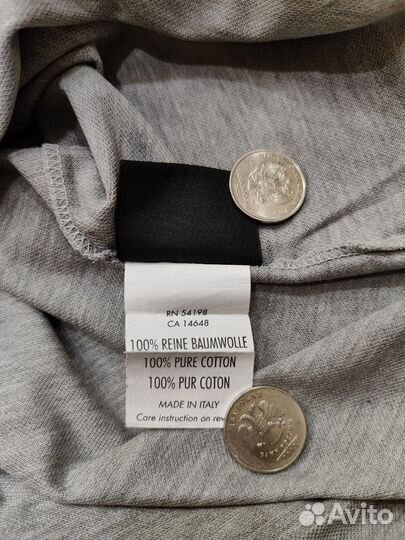 RN 54198
CA 14648
100% REINE BAUMWOLLE
100% PURE COTTON
100% PUR COTON
MADE IN ITALY
Care instruction on rev
Avito